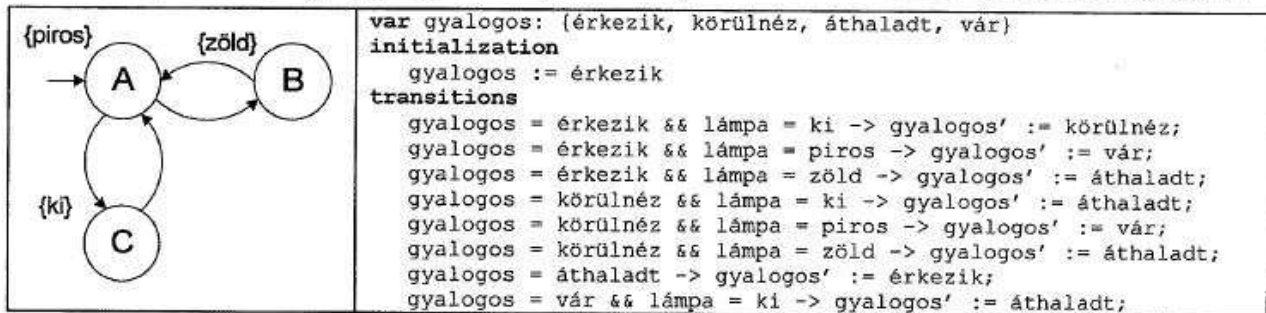 {piros}
{zöld}
A
B
{ki}
C
var gyalogos: {érkezik, körülnéz, áthaladt, vár}
initialization
gyalogos := érkezik
transitions
gyalogos = érkezik && lámpa = ki -> gyalogos' := körülnéz;
gyalogos = érkezik && lámpa = piros -> gyalogos' := vár;
gyalogos = érkezik && lámpa = zöld -> gyalogos' := áthaladt;
gyalogos = körülnéz && lámpa = ki -> gyalogos' := áthaladt;
gyalogos = körülnéz && lámpa = piros -> gyalogos' := vár;
gyalogos = körülnéz && lámpa = zöld -> gyalogos' := áthaladt;
gyalogos = áthaladt -> gyalogos' := érkezik;
gyalogos = vár && lámpa = ki -> gyalogos' := áthaladt;